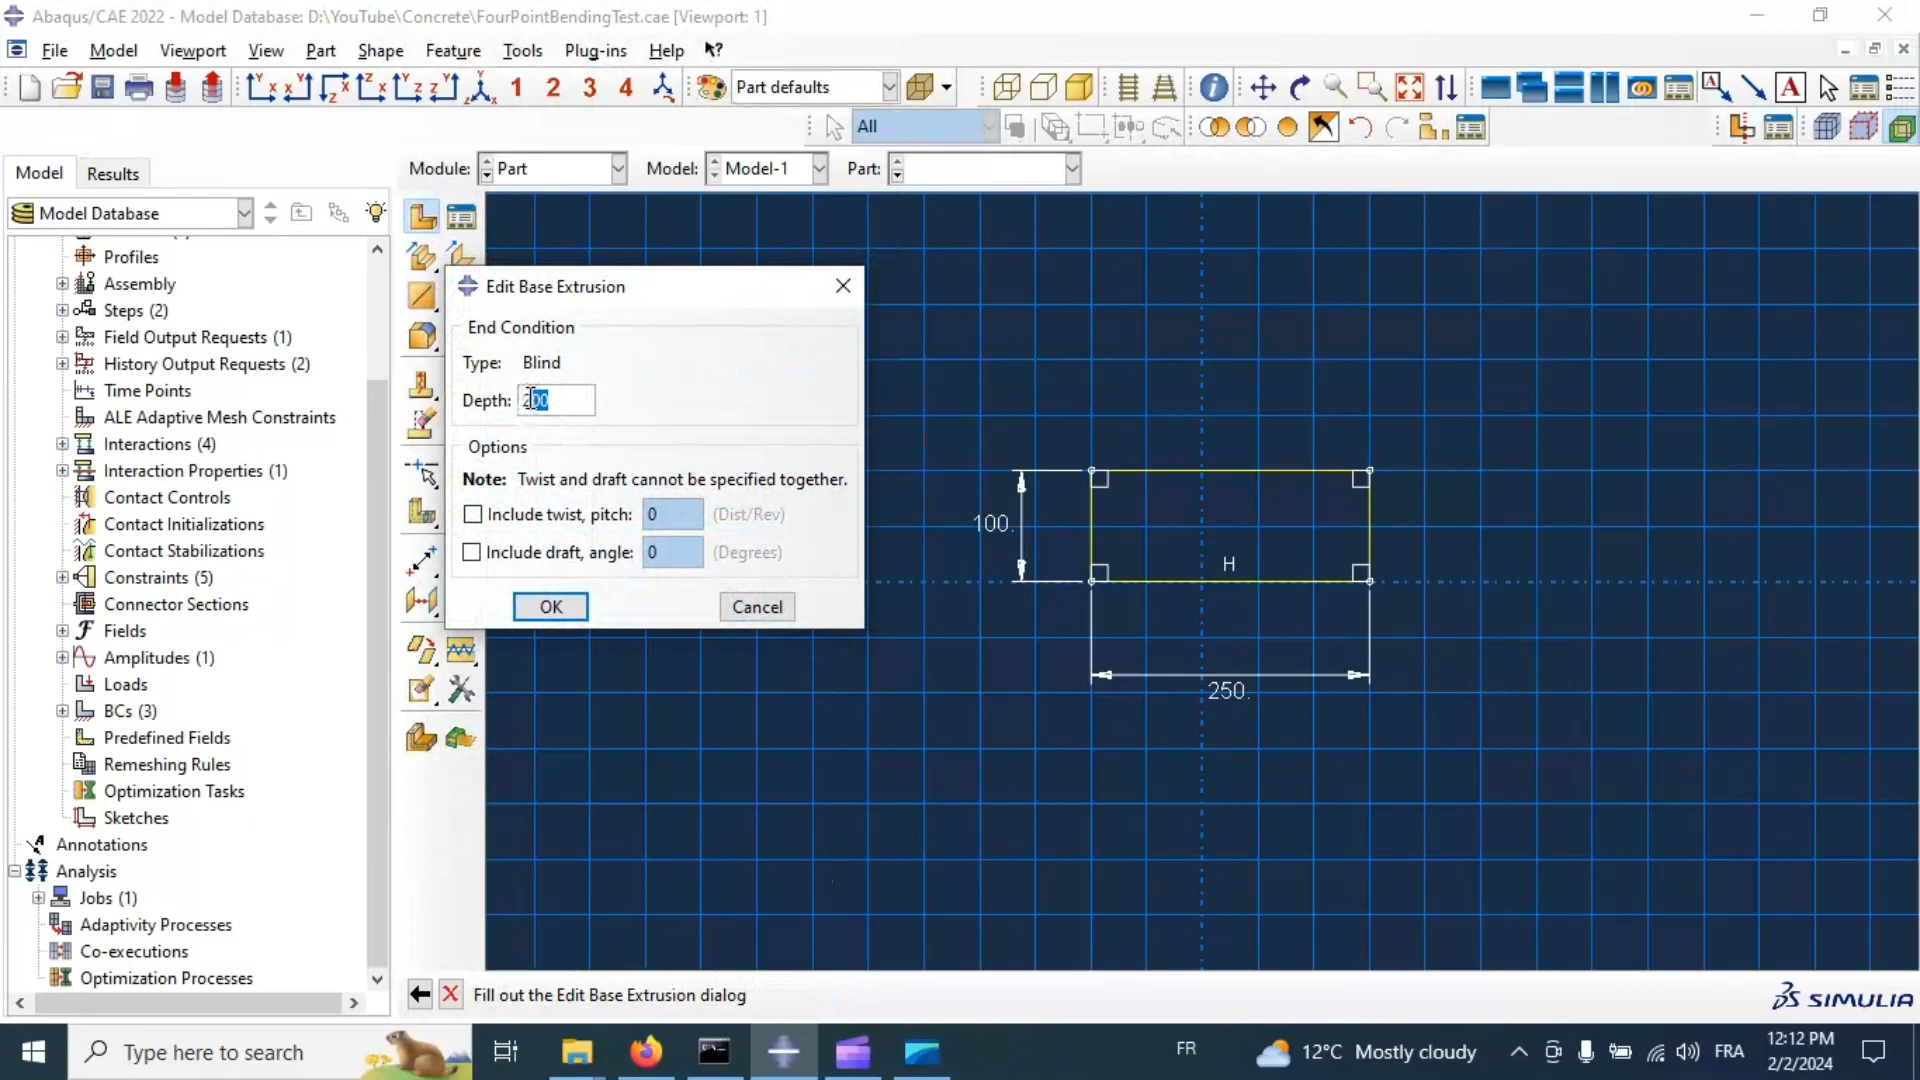 Abaqus/CAE 2022 - Model Database: D:\YouTube\Concrete\FourPointBendingTest.cae [Viewport: 1]
File Model Viewport View Part Shape Feature Tools Plug-ins Help
1 2 3 4 Part defaults
All
Model Results
Module: Part Model: Model-1 Part:
Model Database
Profiles
Assembly
Steps (2)
Field Output Requests (1)
History Output Requests (2)
Time Points
ALE Adaptive Mesh Constraints
Interactions (4)
Interaction Properties (1)
Contact Controls
Contact Initializations
Contact Stabilizations
Constraints (5)
Connector Sections
Fields
Amplitudes (1)
Loads
BCs (3)
Predefined Fields
Remeshing Rules
Optimization Tasks
Sketches
Annotations
Analysis
Jobs (1)
Adaptivity Processes
Co-executions
Optimization Processes
Edit Base Extrusion
End Condition
Type: Blind
Depth: 200
Options
Note: Twist and draft cannot be specified together.
Include twist, pitch: 0 (Dist/Rev)
Include draft, angle: 0 (Degrees)
OK Cancel
100.
H
250.
Fill out the Edit Base Extrusion dialog
SIMULIA
Type here to search
FR
12°C Mostly cloudy
FRA
12:12 PM
2/2/2024